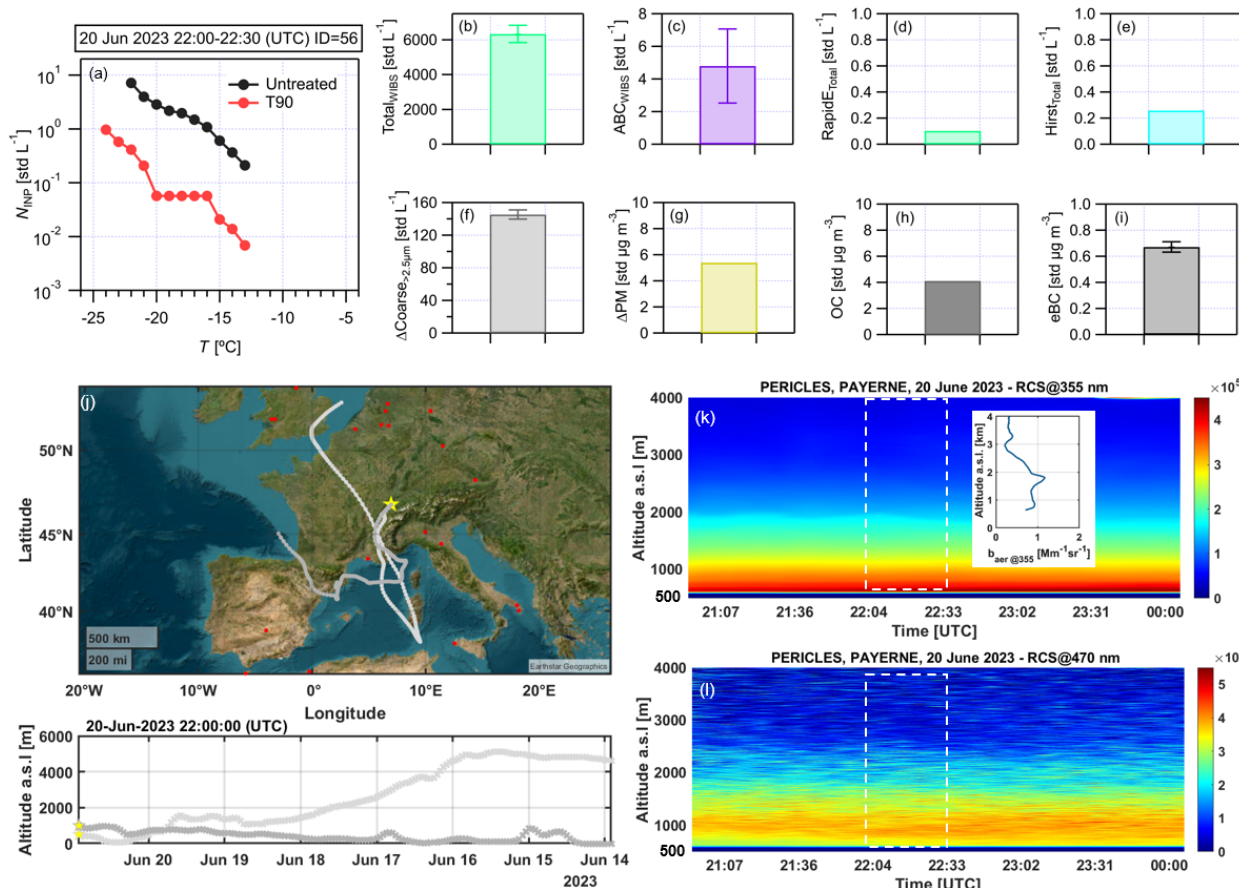 20 Jun 2023 22:00-22:30 (UTC) ID=56
(a)
Untreated
T90
N_INP [std L⁻¹]
10¹
10⁰
10⁻¹
10⁻²
10⁻³
-25 -20 -15 -10 -5
T [ºC]
(b)
Total_WIBS [std L⁻¹]
6000
4000
2000
0
(c)
ABC_WIBS [std L⁻¹]
8
6
4
2
0
(d)
RapidE_Total [std L⁻¹]
1.0
0.8
0.6
0.4
0.2
0.0
(e)
Hirst_Total [std L⁻¹]
1.0
0.8
0.6
0.4
0.2
0.0
(f)
ΔCoarse_>2.5µm [std L⁻¹]
160
120
80
40
0
(g)
ΔPM [std µg m⁻³]
10
8
6
4
2
0
(h)
OC [std µg m⁻³]
10
8
6
4
2
0
(i)
eBC [std µg m⁻³]
1.0
0.8
0.6
0.4
0.2
0.0
(j)
Latitude
50°N
45°N
40°N
500 km
200 mi
Earthstar Geographics
20°W 10°W 0° 10°E 20°E
Longitude
20-Jun-2023 22:00:00 (UTC)
Altitude a.s.l [m]
6000
4000
2000
0
Jun 20 Jun 19 Jun 18 Jun 17 Jun 16 Jun 15 Jun 14
2023
PERICLES, PAYERNE, 20 June 2023 - RCS@355 nm
(k)
Altitude a.s.l. [m]
4000
3000
2000
1000
500
Altitude a.s.l. [km]
4
3
2
1
0
0 1 2
b_aer @355 [Mm⁻¹sr⁻¹]
21:07 21:36 22:04 22:33 23:02 23:31 00:00
Time [UTC]
×10⁵
4
3
2
1
0
PERICLES, PAYERNE, 20 June 2023 - RCS@470 nm
(l)
Altitude a.s.l. [m]
4000
3000
2000
1000
500
21:07 21:36 22:04 22:33 23:02 23:31 00:00
Time [UTC]
5
4
3
2
1
0